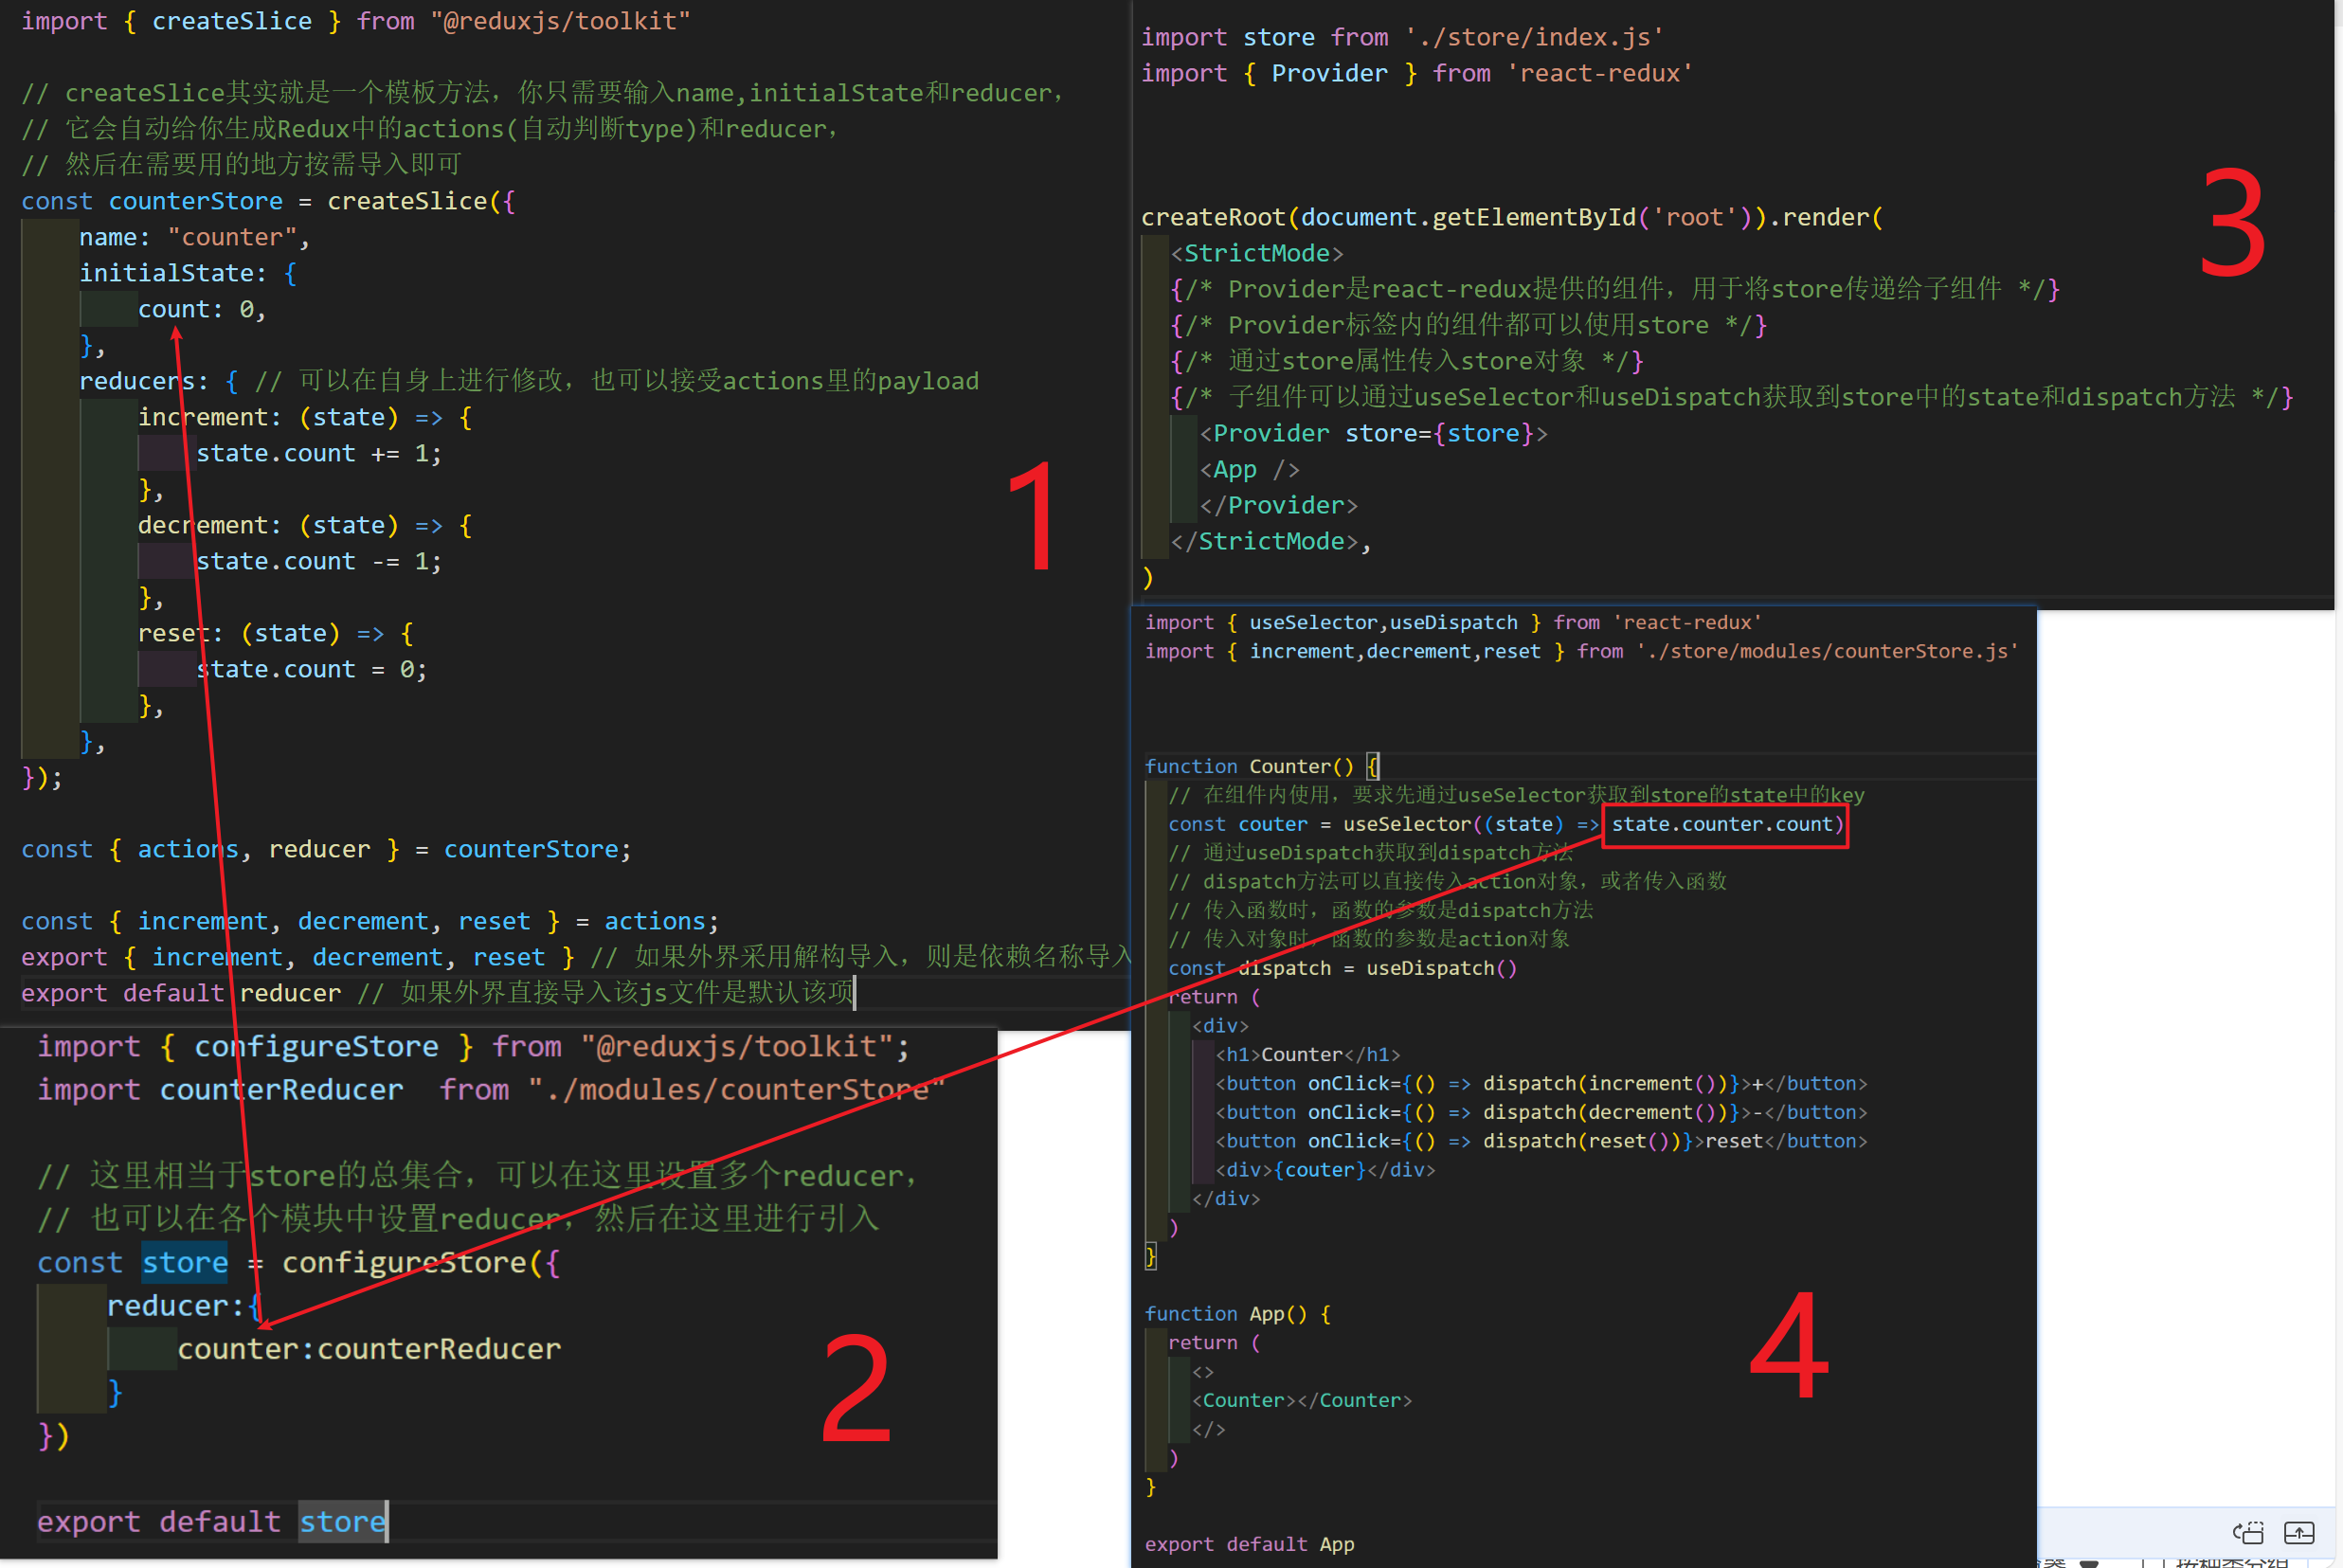 import { createSlice } from "@reduxjs/toolkit"
// createSlice其实就是一个模板方法，你只需要输入name,initialState和reducer，
// 它会自动给你生成Redux中的actions(自动判断type)和reducer，
// 然后在需要用的地方按需导入即可
const counterStore = createSlice({
name: "counter",
initialState: {
count: 0,
},
reducers: { // 可以在自身上进行修改，也可以接受actions里的payload
increment: (state) => {
state.count += 1;
},
decrement: (state) => {
state.count -= 1;
},
reset: (state) => {
state.count = 0;
},
},
});
const { actions, reducer } = counterStore;
const { increment, decrement, reset } = actions;
export { increment, decrement, reset } // 如果外界采用解构导入，则是依赖名称导入
export default reducer // 如果外界直接导入该js文件是默认该项
1
import { configureStore } from "@reduxjs/toolkit";
import counterReducer  from "./modules/counterStore"
// 这里相当于store的总集合，可以在这里设置多个reducer，
// 也可以在各个模块中设置reducer，然后在这里进行引入
const store = configureStore({
reducer:{
counter:counterReducer
}
})
export default store
2
import store from './store/index.js'
import { Provider } from 'react-redux'
createRoot(document.getElementById('root')).render(
<StrictMode>
{/* Provider是react-redux提供的组件，用于将store传递给子组件 */}
{/* Provider标签内的组件都可以使用store */}
{/* 通过store属性传入store对象 */}
{/* 子组件可以通过useSelector和useDispatch获取到store中的state和dispatch方法 */}
<Provider store={store}>
<App />
</Provider>
</StrictMode>,
)
3
import { useSelector,useDispatch } from 'react-redux'
import { increment,decrement,reset } from './store/modules/counterStore.js'
function Counter() {
// 在组件内使用，要求先通过useSelector获取到store的state中的key
const couter = useSelector((state) => state.counter.count)
// 通过useDispatch获取到dispatch方法
// dispatch方法可以直接传入action对象，或者传入函数
// 传入函数时，函数的参数是dispatch方法
// 传入对象时，函数的参数是action对象
const dispatch = useDispatch()
return (
<div>
<h1>Counter</h1>
<button onClick={() => dispatch(increment())}>+</button>
<button onClick={() => dispatch(decrement())}>-</button>
<button onClick={() => dispatch(reset())}>reset</button>
<div>{couter}</div>
</div>
)
}
function App() {
return (
<>
<Counter></Counter>
</>
)
}
export default App
4